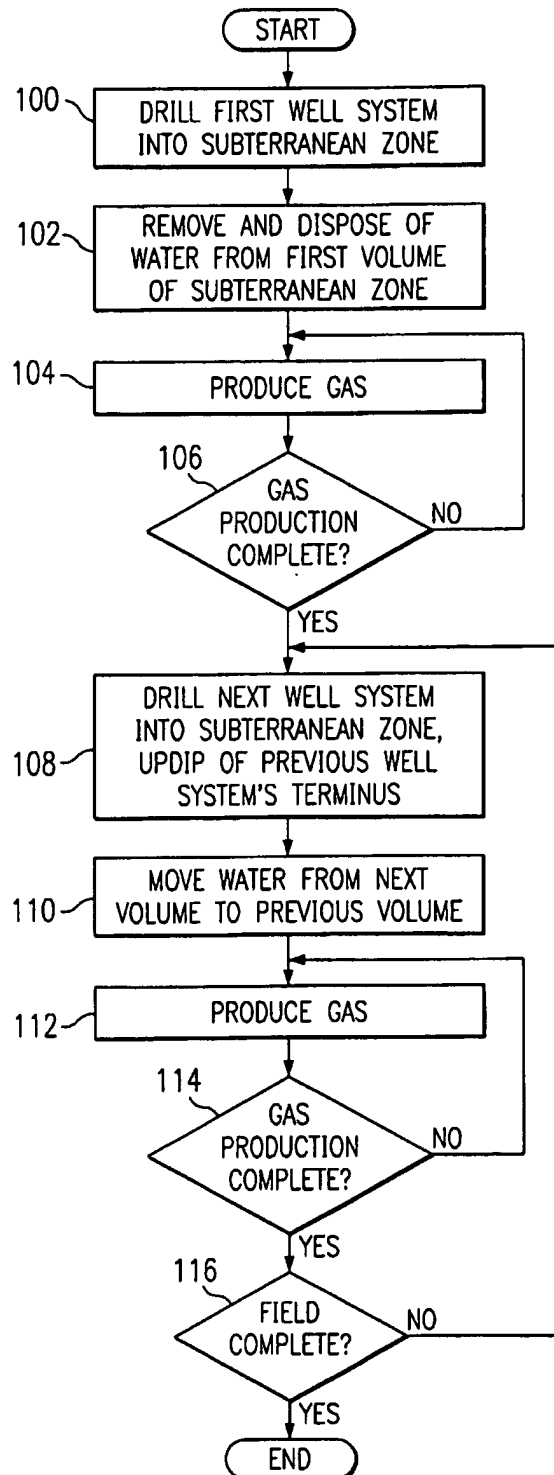 START
100
DRILL FIRST WELL SYSTEM
INTO SUBTERRANEAN ZONE
102
REMOVE AND DISPOSE OF
WATER FROM FIRST VOLUME
OF SUBTERRANEAN ZONE
104
PRODUCE GAS
106
GAS
PRODUCTION
COMPLETE?
NO
YES
108
DRILL NEXT WELL SYSTEM
INTO SUBTERRANEAN ZONE,
UPDIP OF PREVIOUS WELL
SYSTEM'S TERMINUS
110
MOVE WATER FROM NEXT
VOLUME TO PREVIOUS VOLUME
112
PRODUCE GAS
114
GAS
PRODUCTION
COMPLETE?
NO
YES
116
FIELD
COMPLETE?
NO
YES
END